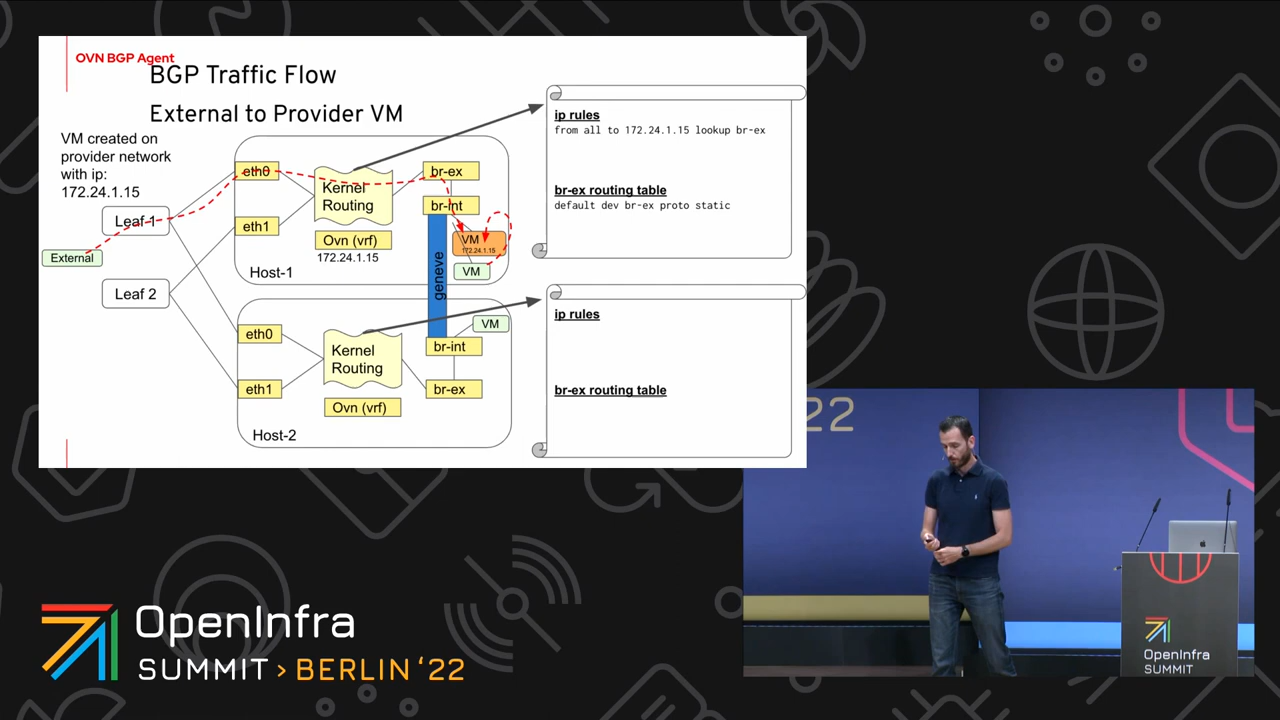 OVN BGP Agent
BGP Traffic Flow
External to Provider VM
VM created on
provider network
with ip:
172.24.1.15
Leaf 1
External
Leaf 2
eth0
eth1
Kernel
Routing
Ovn (vrf)
172.24.1.15
Host-1
br-ex
br-int
VM
172.24.1.15
VM
geneve
eth0
eth1
Kernel
Routing
Ovn (vrf)
Host-2
VM
br-int
br-ex
ip rules
from all to 172.24.1.15 lookup br-ex
br-ex routing table
default dev br-ex proto static
ip rules
br-ex routing table
22
OpenInfra
SUMMIT
OpenInfra
SUMMIT > BERLIN ‘22